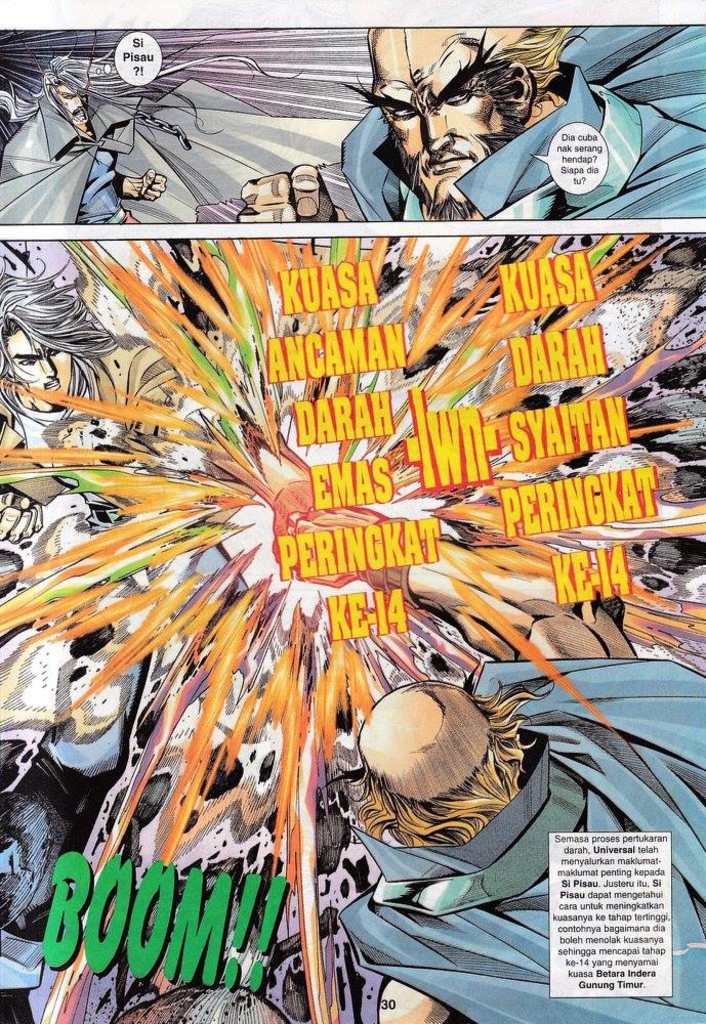 Si
Pisau
?!
Dia cuba
nak serang
hendap?
Siapa dia
tu?
KUASA
ANCAMAN
DARAH
EMAS
PERINGKAT
KE-14
-lwn-
KUASA
DARAH
SYAITAN
PERINGKAT
KE-14
BOOM!!
Semasa proses pertukaran
darah, Universal telah
menyalurkan maklumat-
maklumat penting kepada
Si Pisau. Justeru itu, Si
Pisau dapat mengetahui
cara untuk meningkatkan
kuasanya ke tahap tertinggi,
contohnya bagaimana dia
boleh menolak kuasanya
sehingga mencapai tahap
ke-14 yang menyamai
kuasa Betara Indera
Gunung Timur.
30